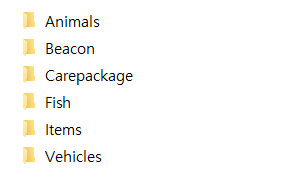 Animals
Beacon
Carepackage
Fish
Items
Vehicles